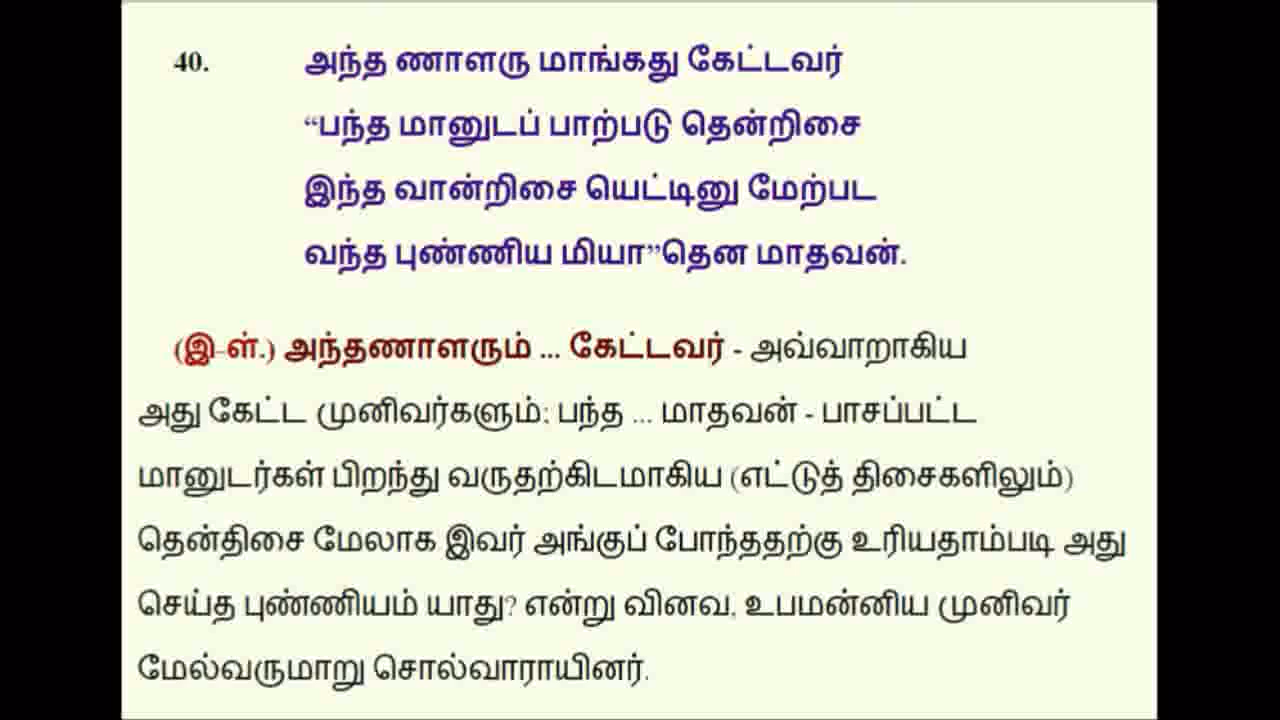 40. அந்த ணாளரு மாங்கது கேட்டவர்
“பந்த மானுடப் பாற்படு தென்றிசை
இந்த வான்றிசை யெட்டினு மேற்பட
வந்த புண்ணிய மியா”தென மாதவன்.
(இ-ள்.) அந்தணாளரும் ... கேட்டவர் - அவ்வாறாகிய
அது கேட்ட முனிவர்களும்; பந்த ... மாதவன் - பாசப்பட்ட
மானுடர்கள் பிறந்து வருதற்கிடமாகிய (எட்டுத் திசைகளிலும்)
தென்திசை மேலாக இவர் அங்குப் போந்ததற்கு உரியதாம்படி அது
செய்த புண்ணியம் யாது? என்று வினவ, உபமன்னிய முனிவர்
மேல்வருமாறு சொல்வாராயினர்.